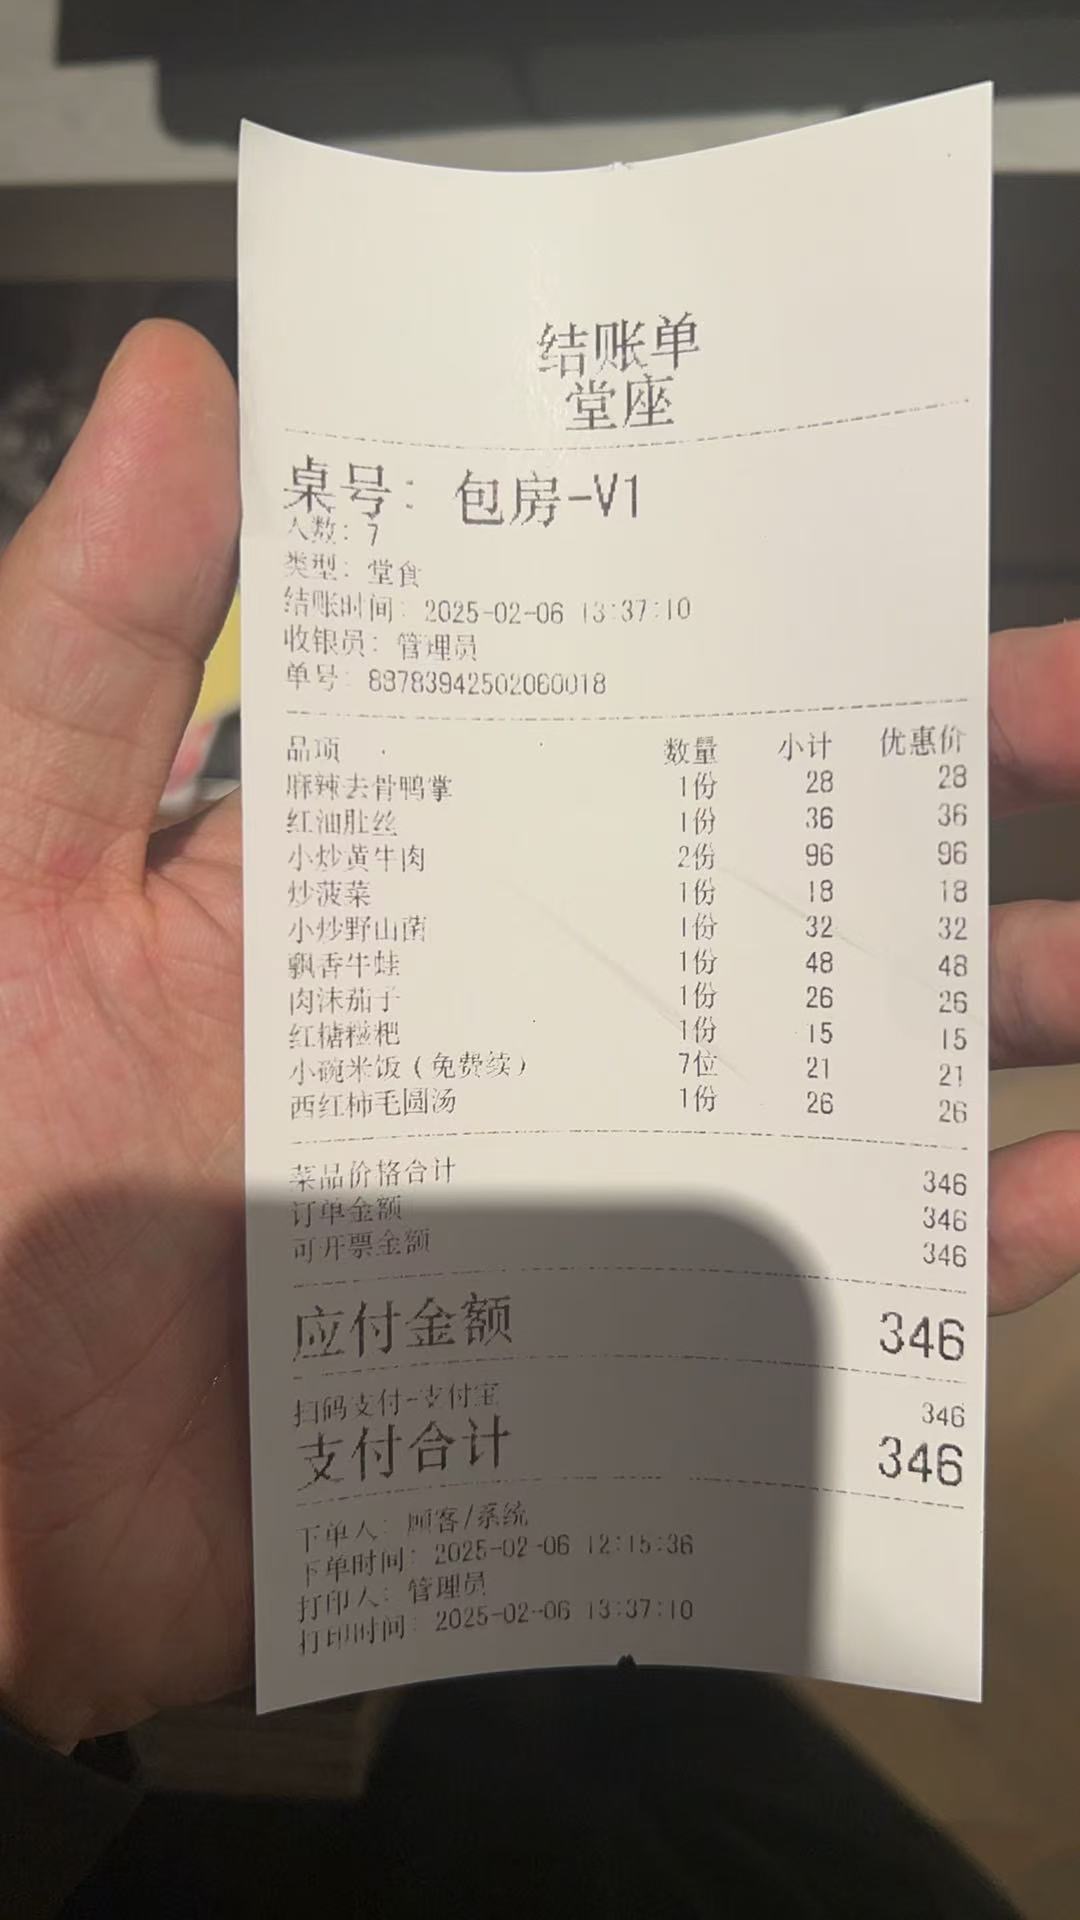 结账单
堂座
桌号: 包房-V1
人数: 7
类型: 堂食
结账时间: 2025-02-06 13:37:10
收银员: 管理员
单号: 88783942502060018
品项 数量 小计 优惠价
麻辣去骨鸭掌 1份 28 28
红油肚丝 1份 36 36
小炒黄牛肉 2份 96 96
炒菠菜 1份 18 18
小炒野山菌 1份 32 32
飘香牛蛙 1份 48 48
肉沫茄子 1份 26 26
红糖糍粑 1份 15 15
小碗米饭(免费续) 7位 21 21
西红柿毛圆汤 1份 26 26
菜品价格合计 346
订单金额 346
可开票金额 346
应付金额 346
扫码支付-支付宝 346
支付合计 346
下单人: 顾客/系统
下单时间: 2025-02-06 12:15:36
打印人: 管理员
打印时间: 2025-02-06 13:37:10